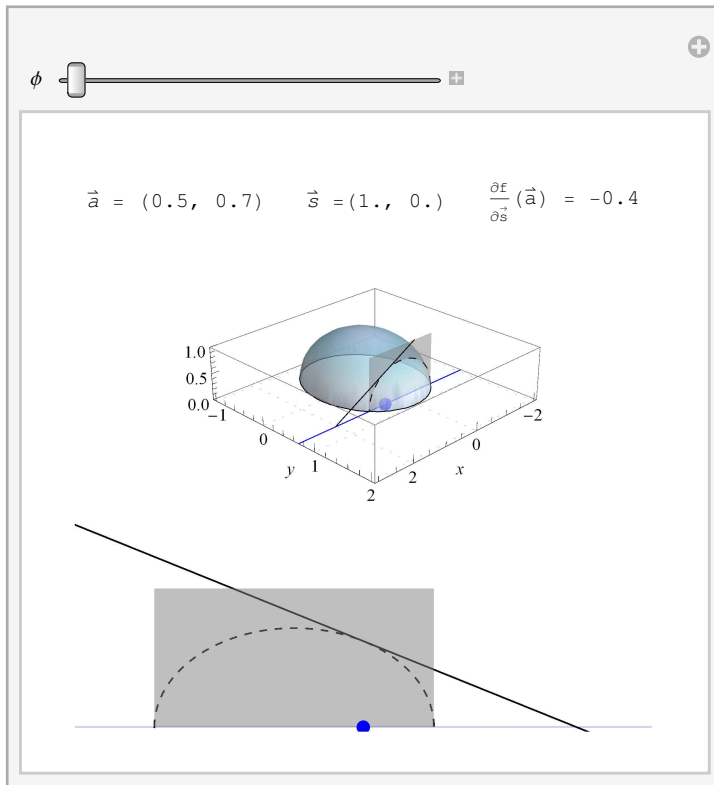 ϕ
a⃗ = (0.5, 0.7) s⃗ =(1., 0.) ∂f/∂s⃗ (a⃗) = -0.4
1.0
0.5
0.0
-1
0
y
1
2
2
x
0
-2